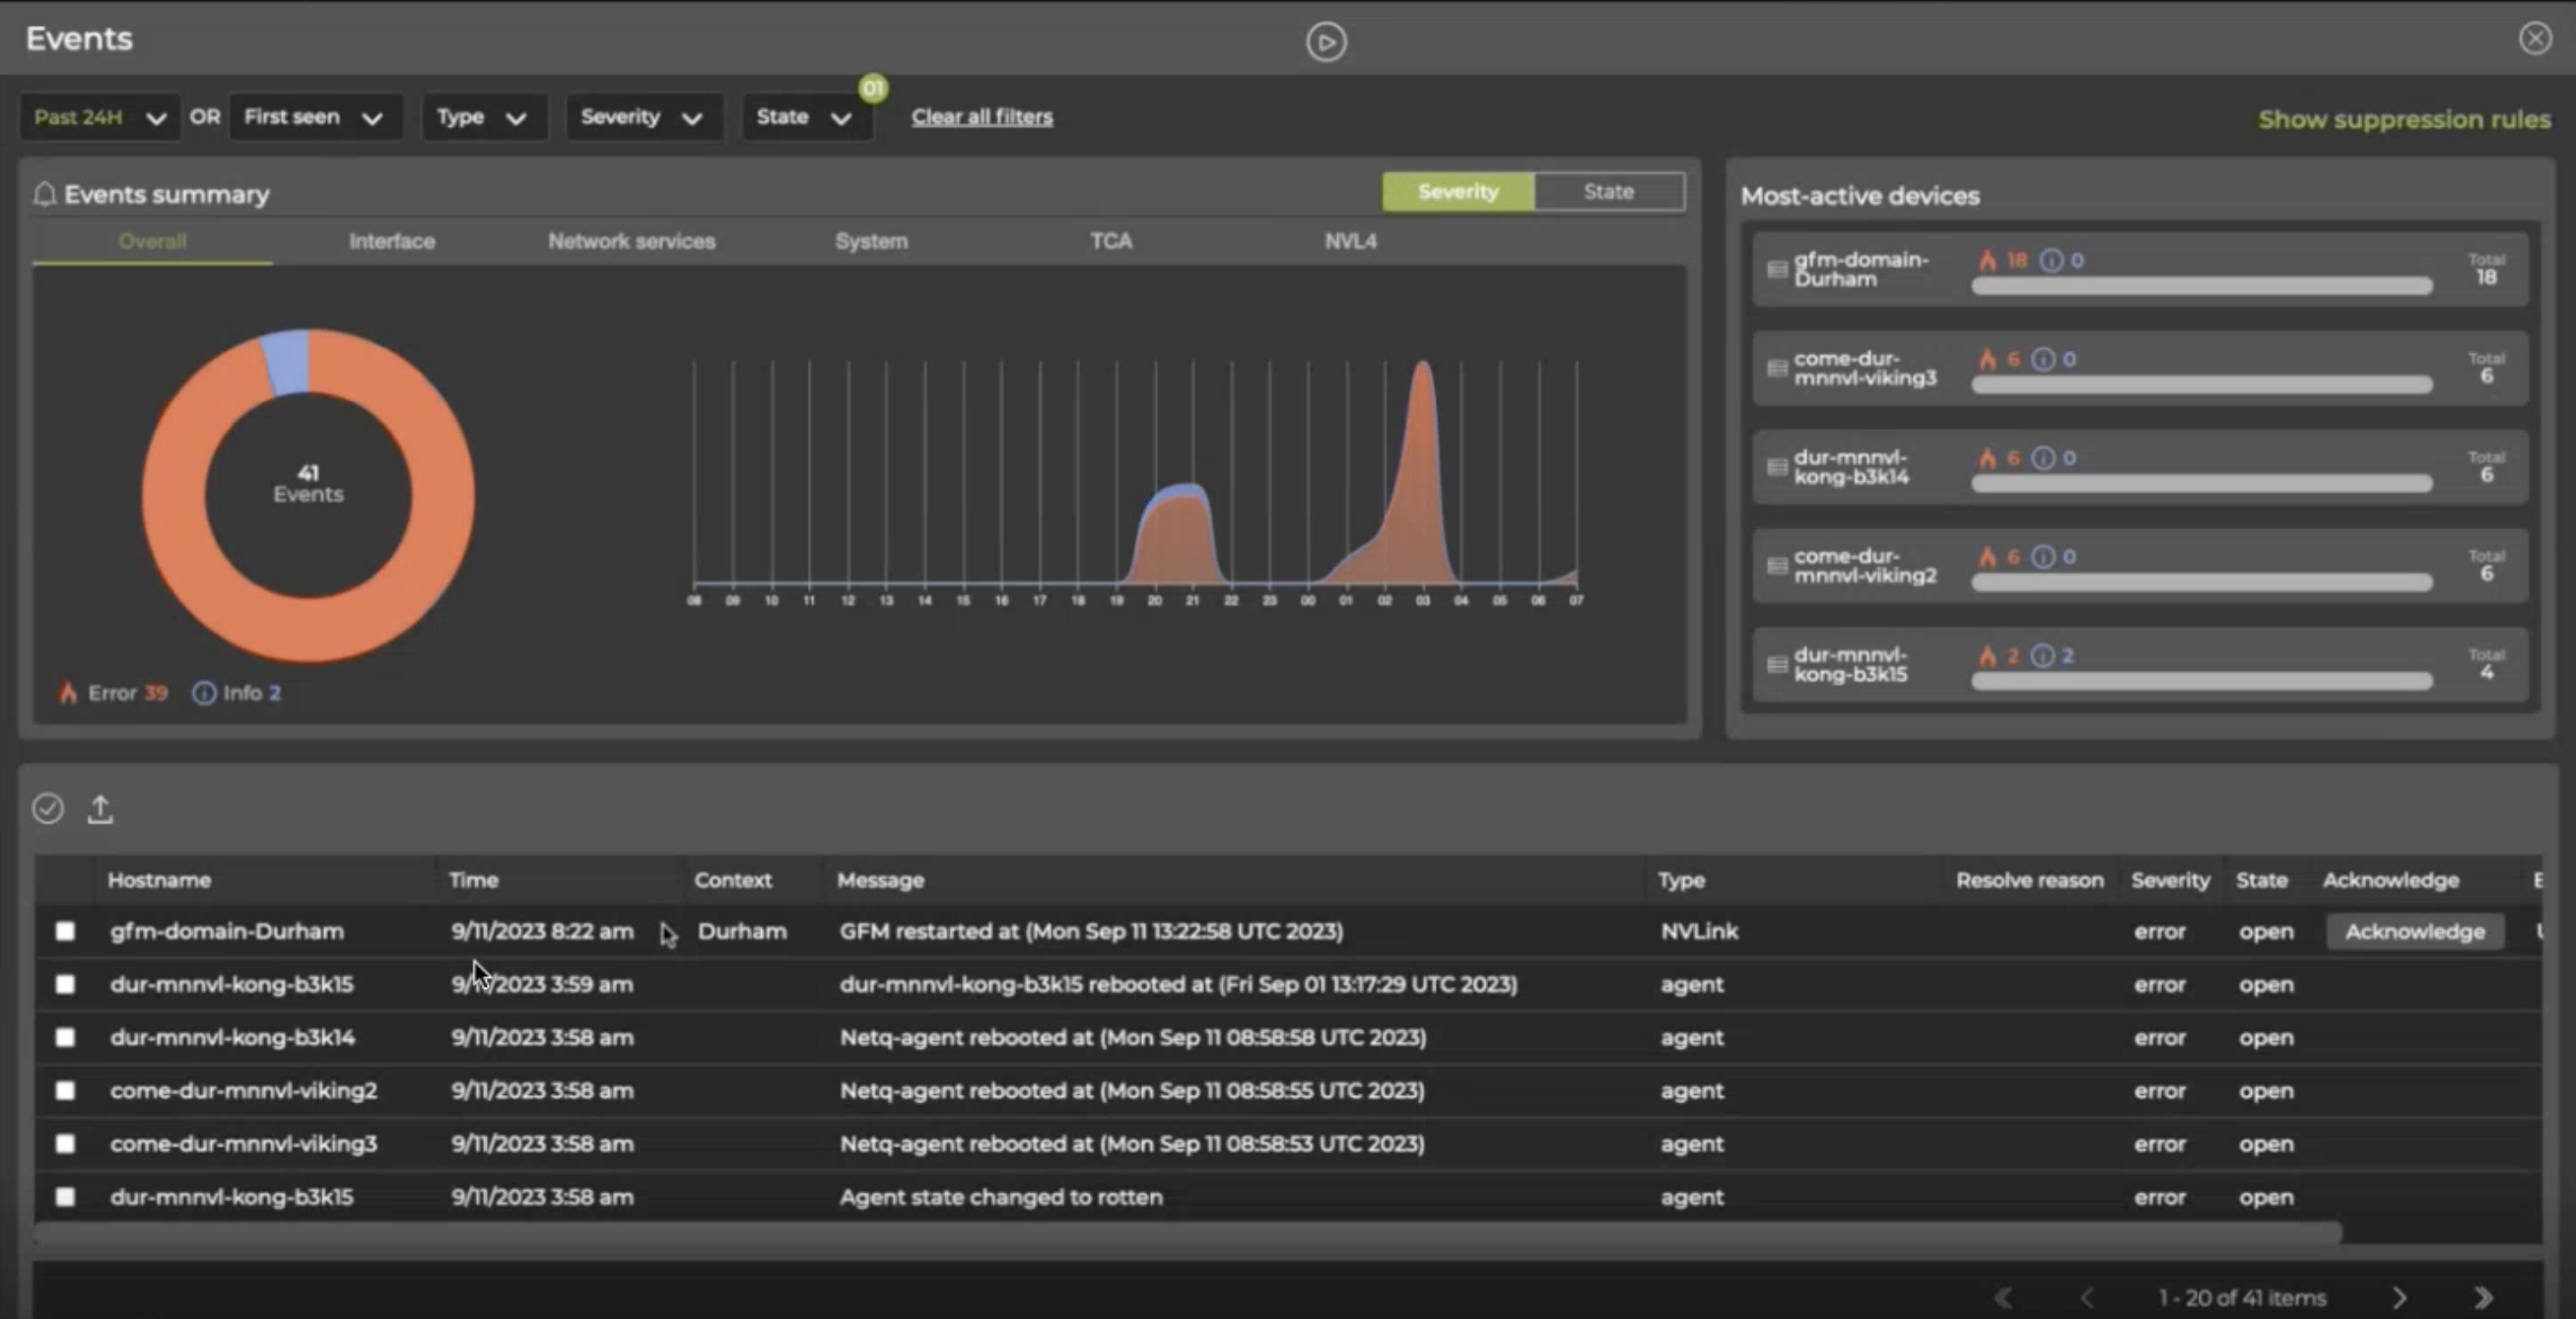 Events
Past 24H OR First seen Type Severity State 01 Clear all filters Show suppression rules
Events summary Severity State
Overall Interface Network services System TCA NVL4
41
Events
08 09 10 11 12 13 14 15 16 17 18 19 20 21 22 23 00 01 02 03 04 05 06 07
Error 39 Info 2
Most-active devices
gfm-domain-
Durham
18 0
Total
18
come-dur-
mnnvl-viking3
6 0
Total
6
dur-mnnvl-
kong-b3k14
6 0
Total
6
come-dur-
mnnvl-viking2
6 0
Total
6
dur-mnnvl-
kong-b3k15
2 2
Total
4
Hostname Time Context Message Type Resolve reason Severity State Acknowledge
gfm-domain-Durham 9/11/2023 8:22 am Durham GFM restarted at (Mon Sep 11 13:22:58 UTC 2023) NVLink error open Acknowledge
dur-mnnvl-kong-b3k15 3:59 am dur-mnnvl-kong-b3k15 rebooted at (Fri Sep 01 13:17:29 UTC 2023) agent error open
dur-mnnvl-kong-b3k14 9/11/2023 3:58 am Netq-agent rebooted at (Mon Sep 11 08:58:58 UTC 2023) agent error open
come-dur-mnnvl-viking2 9/11/2023 3:58 am Netq-agent rebooted at (Mon Sep 11 08:58:55 UTC 2023) agent error open
come-dur-mnnvl-viking3 9/11/2023 3:58 am Netq-agent rebooted at (Mon Sep 11 08:58:53 UTC 2023) agent error open
dur-mnnvl-kong-b3k15 9/11/2023 3:58 am Agent state changed to rotten agent error open
1 - 20 of 41 items